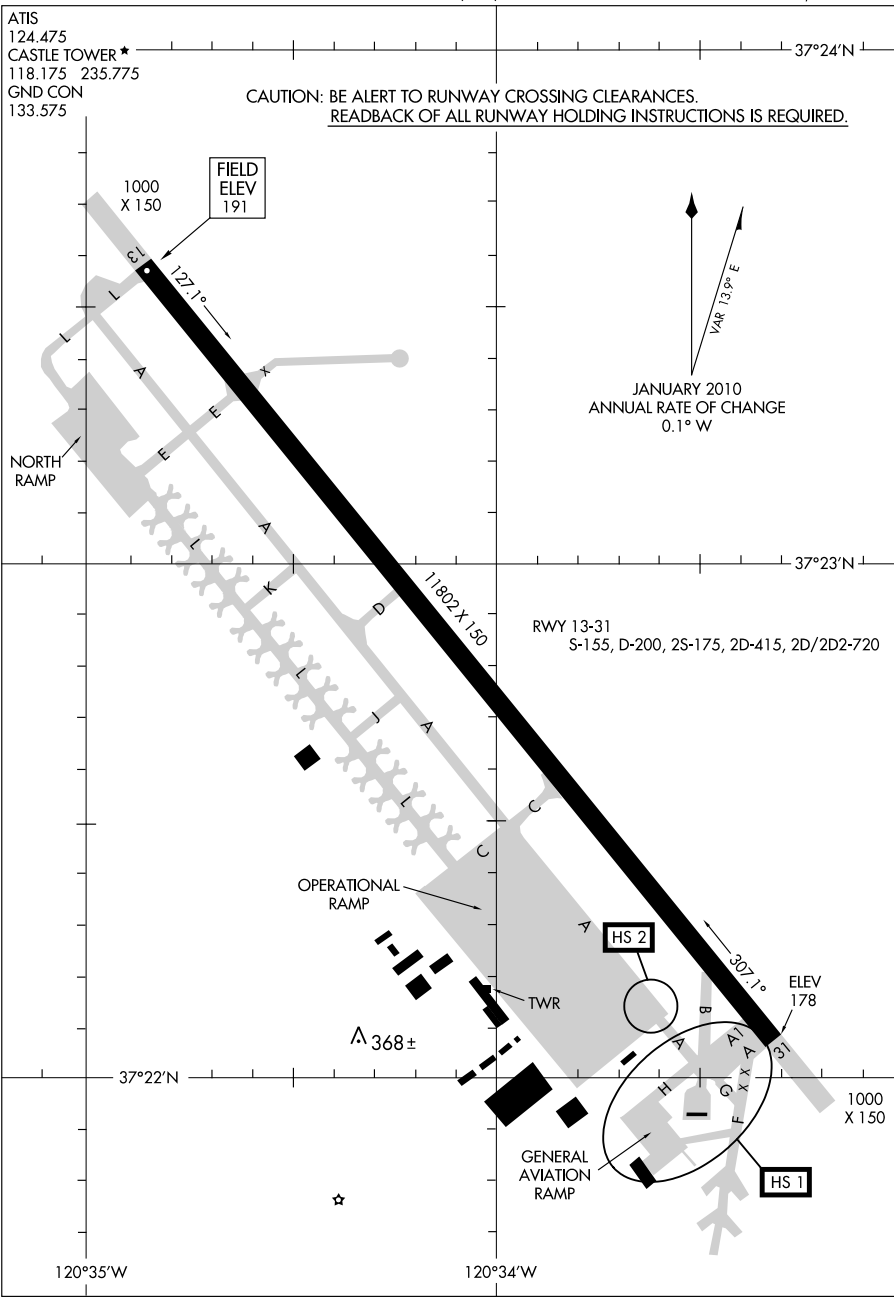 ATIS
124.475
CASTLE TOWER ★
118.175 235.775
GND CON
133.575
37°24'N
CAUTION: BE ALERT TO RUNWAY CROSSING CLEARANCES.
READBACK OF ALL RUNWAY HOLDING INSTRUCTIONS IS REQUIRED.
1000
X 150
FIELD
ELEV
191
13
127.1°
VAR 13.9° E
JANUARY 2010
ANNUAL RATE OF CHANGE
0.1° W
L
L
A
X
E
E
NORTH
RAMP
A
L
K
D
37°23'N
11802 X 150
RWY 13-31
S-155, D-200, 2S-175, 2D-415, 2D/2D2-720
L
J
A
L
C
C
OPERATIONAL
RAMP
A
HS 2
307.1°
ELEV
178
TWR
B
368±
A
A1
A
31
37°22'N
H
G
X X
F
1000
X 150
GENERAL
AVIATION
RAMP
HS 1
120°35'W
120°34'W